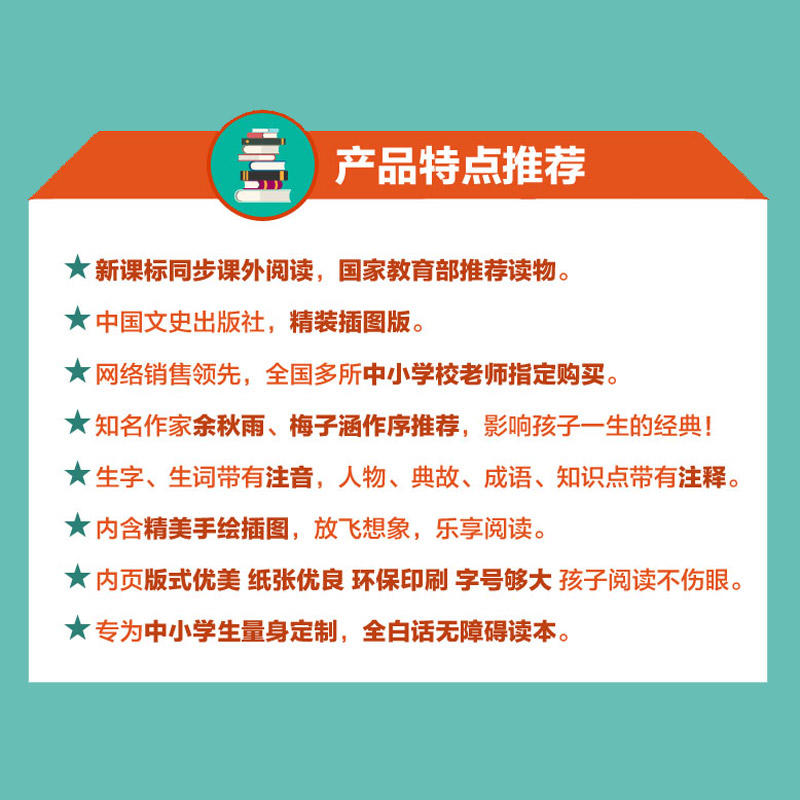 产品特点推荐
★新课标同步课外阅读，国家教育部推荐读物。
★中国文史出版社，精装插图版。
★网络销售领先，全国多所中小学校老师指定购买。
★知名作家余秋雨、梅子涵作序推荐，影响孩子一生的经典！
★生字、生词带有注音，人物、典故、成语、知识点带有注释。
★内含精美手绘插图，放飞想象，乐享阅读。
★内页版式优美 纸张优良 环保印刷 字号够大 孩子阅读不伤眼。
★专为中小学生量身定制，全白话无障碍读本。